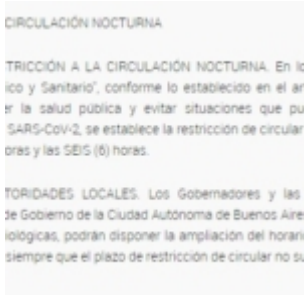 CIRCULACIÓN NOCTURNA
TRICCIÓN A LA CIRCULACIÓN NOCTURNA. En lo
ico y Sanitario", conforme lo establecido en el ar
er la salud pública y evitar situaciones que pu
SARS-CoV-2, se establece la restricción de circular
oras y las SEIS (6) horas.
TORIDADES LOCALES. Los Gobernadores y las
de Gobierno de la Ciudad Autónoma de Buenos Aire
iológicas, podrán disponer la ampliación del horari
siempre que el plazo de restricción de circular no su